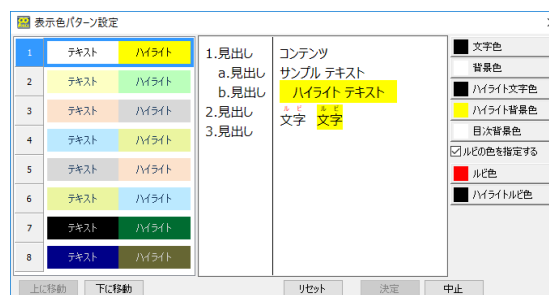 表示色パターン設定
1 テキスト ハイライト
2 テキスト ハイライト
3 テキスト ハイライト
4 テキスト ハイライト
5 テキスト ハイライト
6 テキスト ハイライト
7 テキスト ハイライト
8 テキスト ハイライト
1.見出し
a.見出し
b.見出し
2.見出し
3.見出し
コンテンツ
サンプル テキスト
ハイライト テキスト
ルビ ルビ
文字 文字
文字色
背景色
ハイライト文字色
ハイライト背景色
目次背景色
ルビの色を指定する
ルビ色
ハイライトルビ色
上に移動 下に移動 リセット 決定 中止